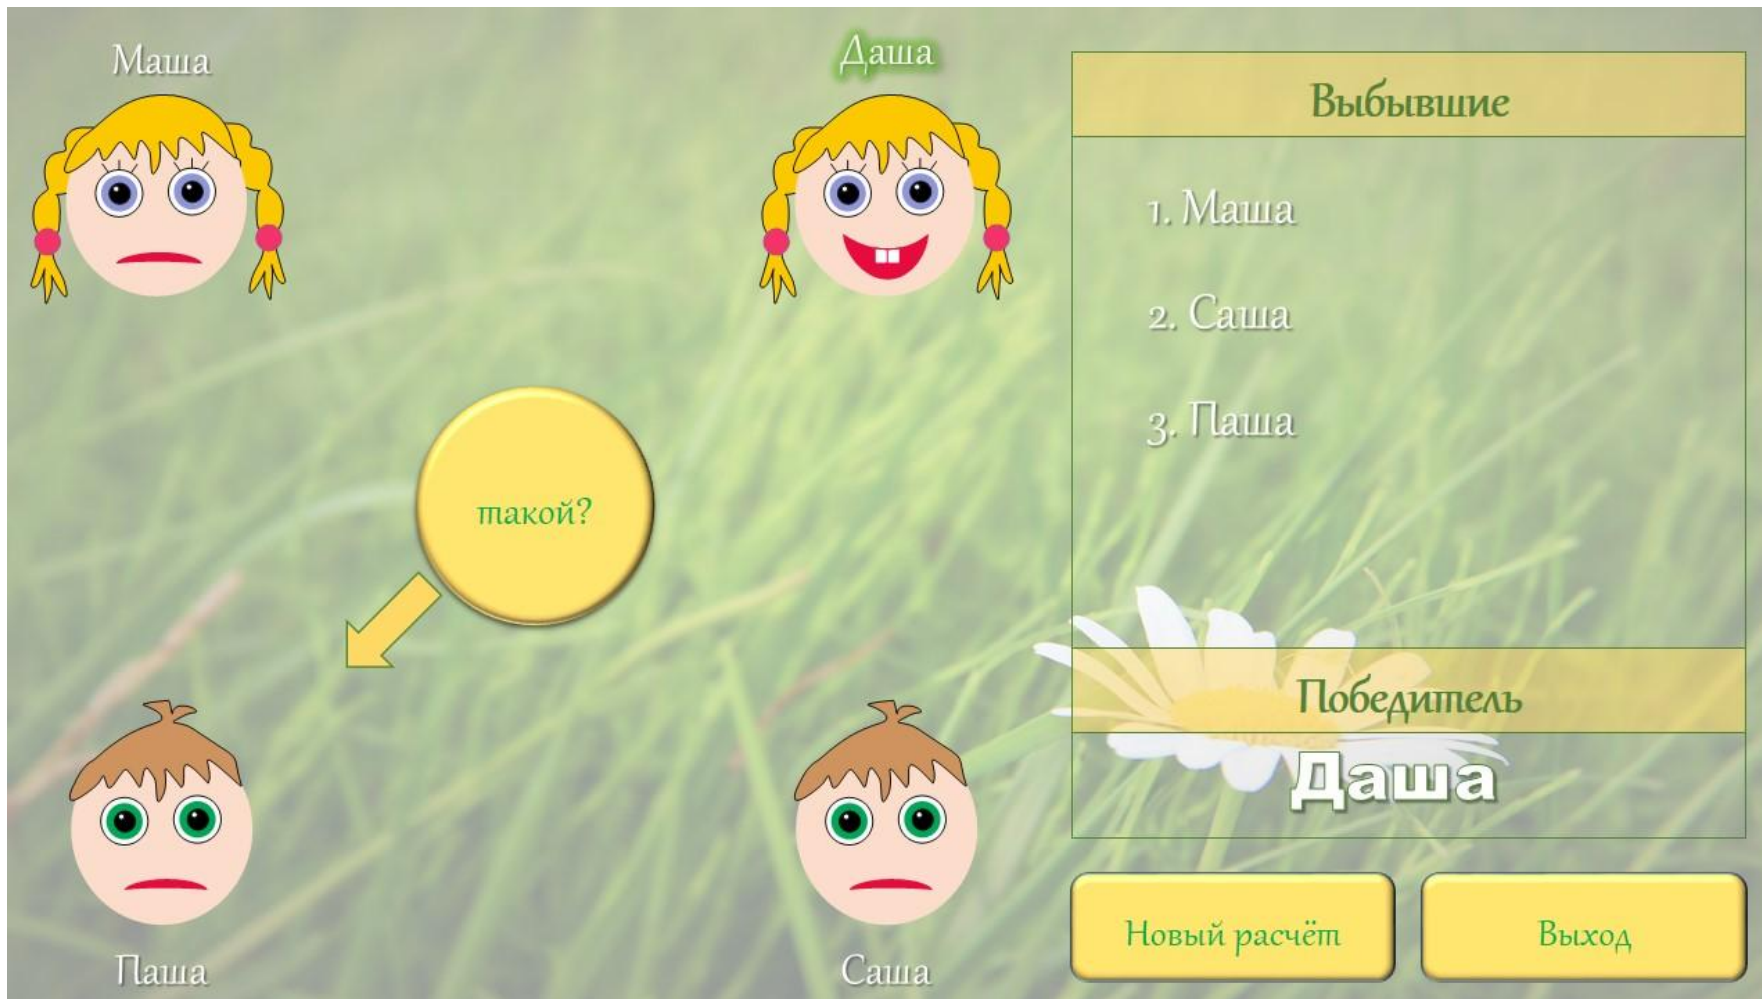 Маша
Даша
такой?
Паша
Саша
Выбывшие
1. Маша
2. Саша
3. Паша
Победитель
Даша
Новый расчёт
Выход